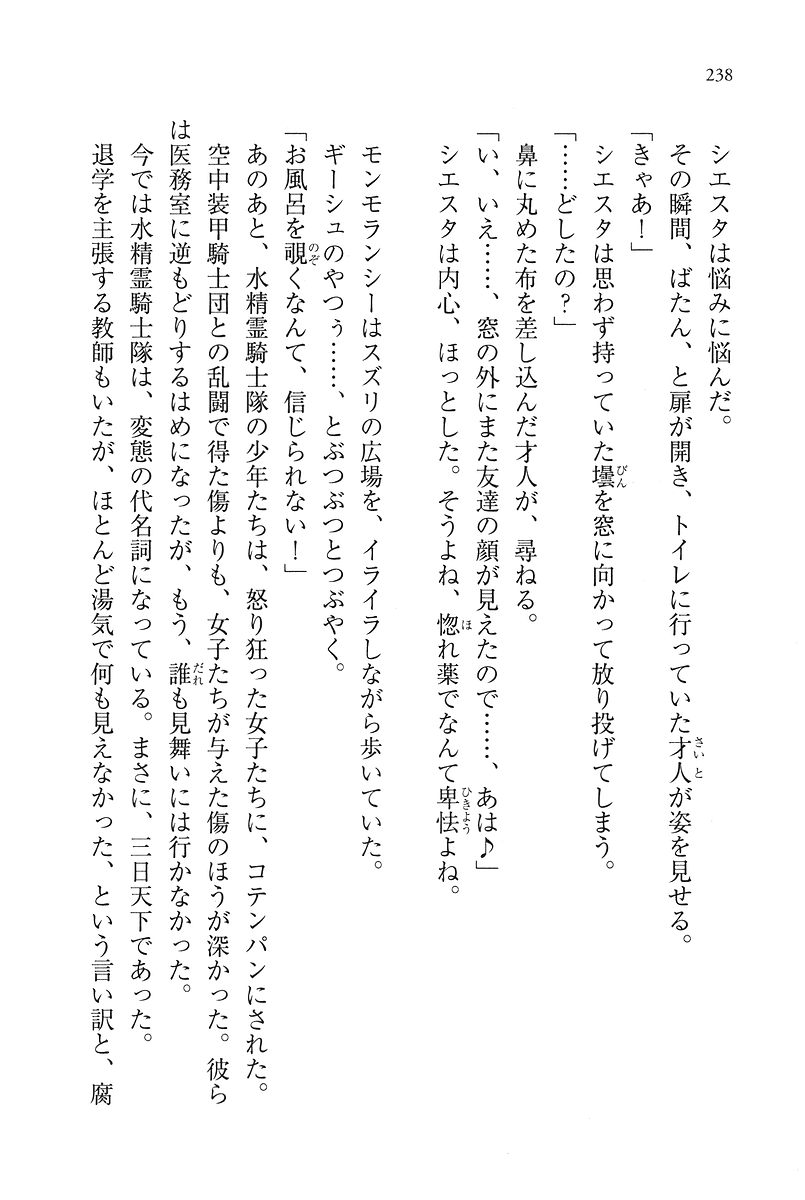 238
シエスタは悩みに悩んだ。
その瞬間、ばたん、と扉が開き、トイレに行っていた才人が姿を見せる。
「きゃあ！」
シエスタは思わず持っていた壜を窓に向かって放り投げてしまう。
「……どしたの？」
鼻に丸めた布を差し込んだ才人が、尋ねる。
「い、いえ……、窓の外にまた友達の顔が見えたので……、あは♪」
シエスタは内心、ほっとした。そうよね、惚れ薬でなんて卑怯よね。
モンモランシーはスズリの広場を、イライラしながら歩いていた。
ギーシュのやつぅ……、とぶつぶつとつぶやく。
「お風呂を覗くなんて、信じられない！」
あのあと、水精霊騎士隊の少年たちは、怒り狂った女子たちに、コテンパンにされた。
空中装甲騎士団との乱闘で得た傷よりも、女子たちが与えた傷のほうが深かった。彼ら
は医務室に逆もどりするはめになったが、もう、誰も見舞いには行かなかった。
今では水精霊騎士隊は、変態の代名詞になっている。まさに、三日天下であった。
退学を主張する教師もいたが、ほとんど湯気で何も見えなかった、という言い訳と、腐